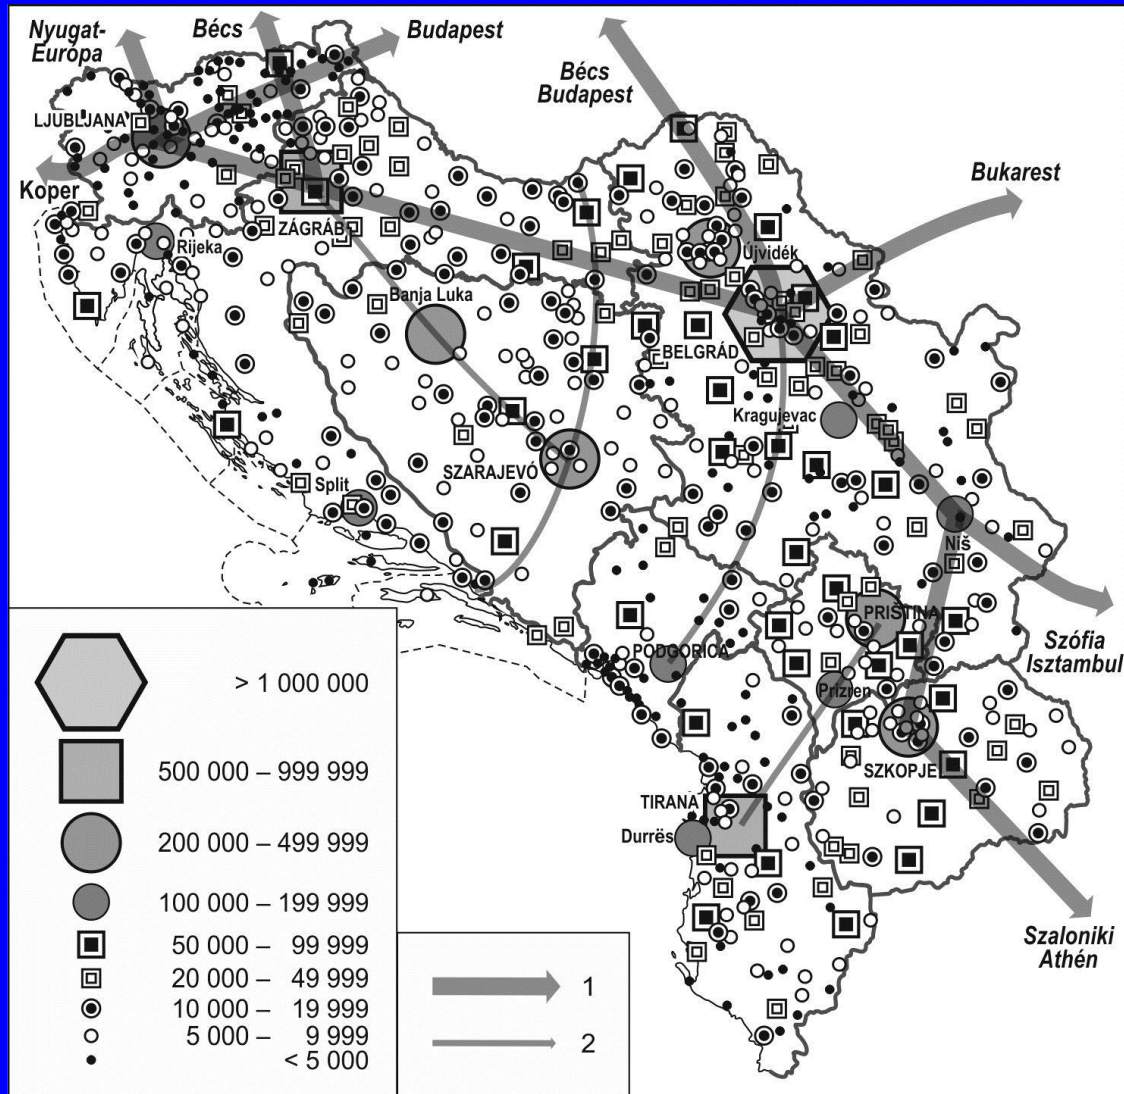 Nyugat-
Európa
Bécs
Budapest
Bécs
Budapest
LJUBLJANA
Koper
ZÁGRÁB
Rijeka
Bukarest
Újvidék
Banja Luka
BELGRÁD
Kragujevac
SZARAJEVÓ
Split
Niš
PRIŠTINA
Szófia
Isztambul
PODGORICA
Prizren
SZKOPJE
TIRANA
Durrës
Szaloniki
Athén
> 1 000 000
500 000 – 999 999
200 000 – 499 999
100 000 – 199 999
50 000 – 99 999
20 000 – 49 999
10 000 – 19 999
5 000 – 9 999
< 5 000
1
2